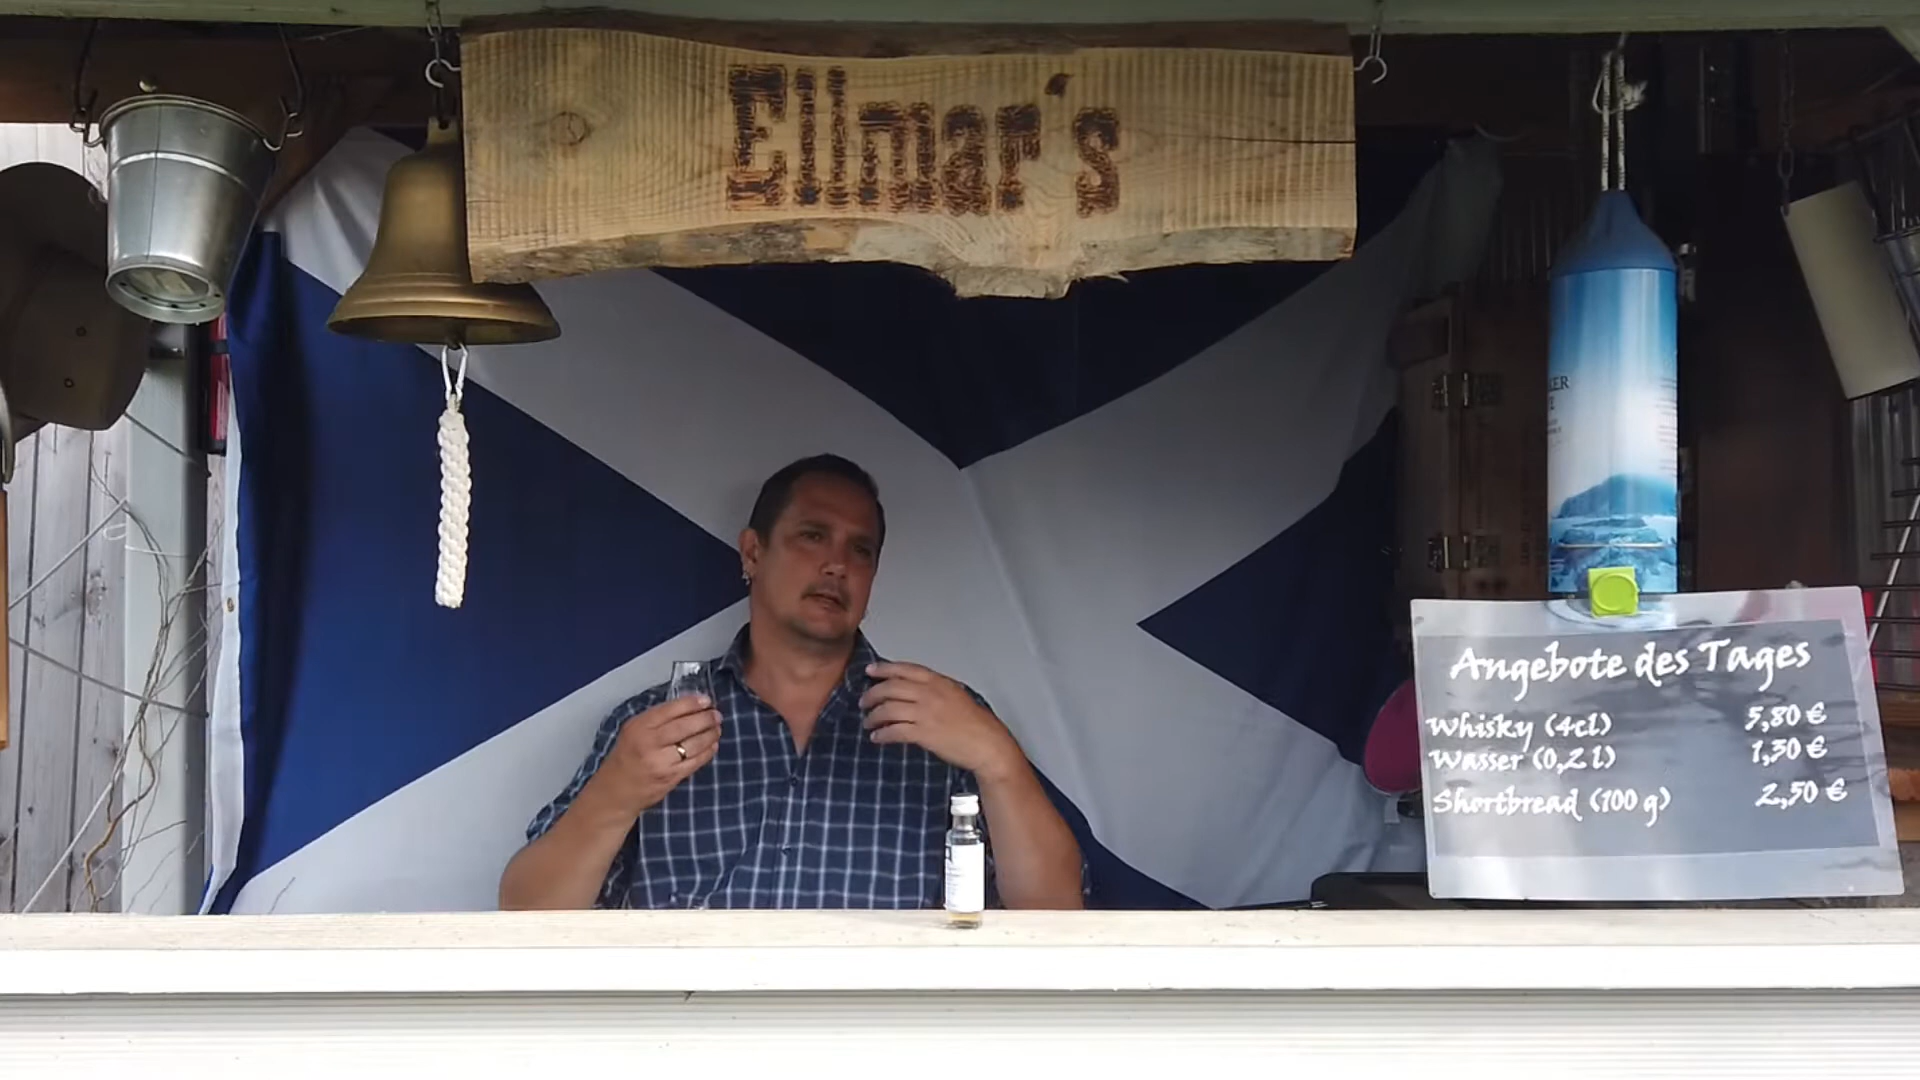 Ellmar's
Angebote des Tages
Whisky (4cl) 5,80 €
Wasser (0,2 l) 1,30 €
Shortbread (100 g) 2,50 €